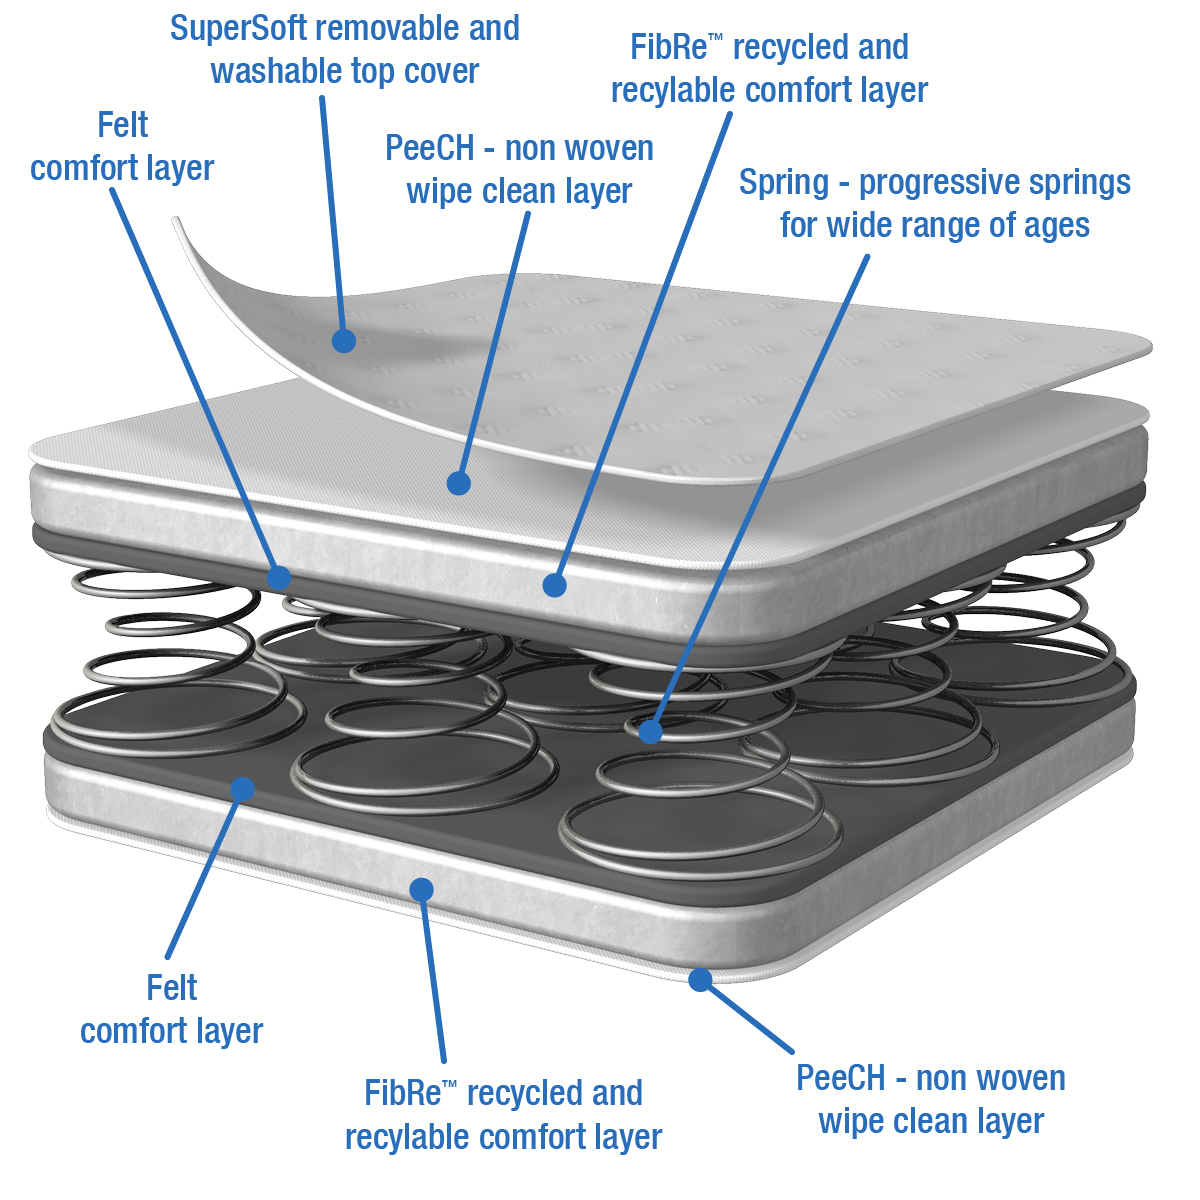 SuperSoft removable and
washable top cover
FibRe™ recycled and
recylable comfort layer
Felt
comfort layer
PeeCH - non woven
wipe clean layer
Spring - progressive springs
for wide range of ages
Felt
comfort layer
FibRe™ recycled and
recylable comfort layer
PeeCH - non woven
wipe clean layer